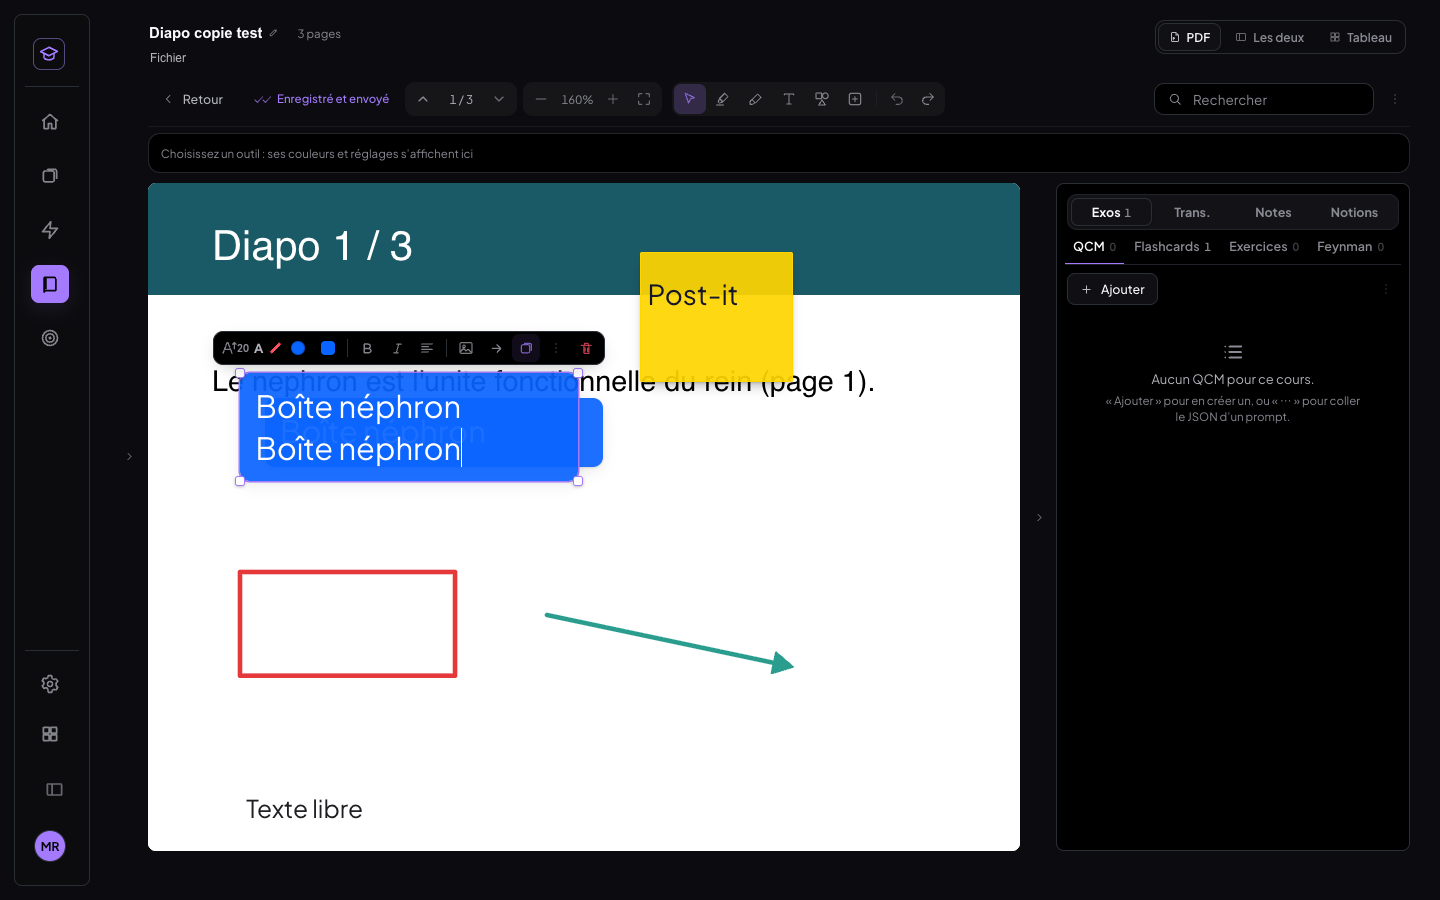 Diapo copie test
3 pages
Fichier
PDF
Les deux
Tableau
Retour
Enregistré et envoyé
1 / 3
160%
Rechercher
Choisissez un outil : ses couleurs et réglages s'affichent ici
Diapo 1 / 3
Post-it
20
A
B
I
Le nephron est l'unite fonctionnelle du rein (page 1).
Boîte néphron
Boîte néphron
Boîte néphron
Texte libre
Exos 1
Trans.
Notes
Notions
QCM 0
Flashcards 1
Exercices 0
Feynman 0
Ajouter
Aucun QCM pour ce cours.
« Ajouter » pour en créer un, ou « ··· » pour coller
le JSON d'un prompt.
MR